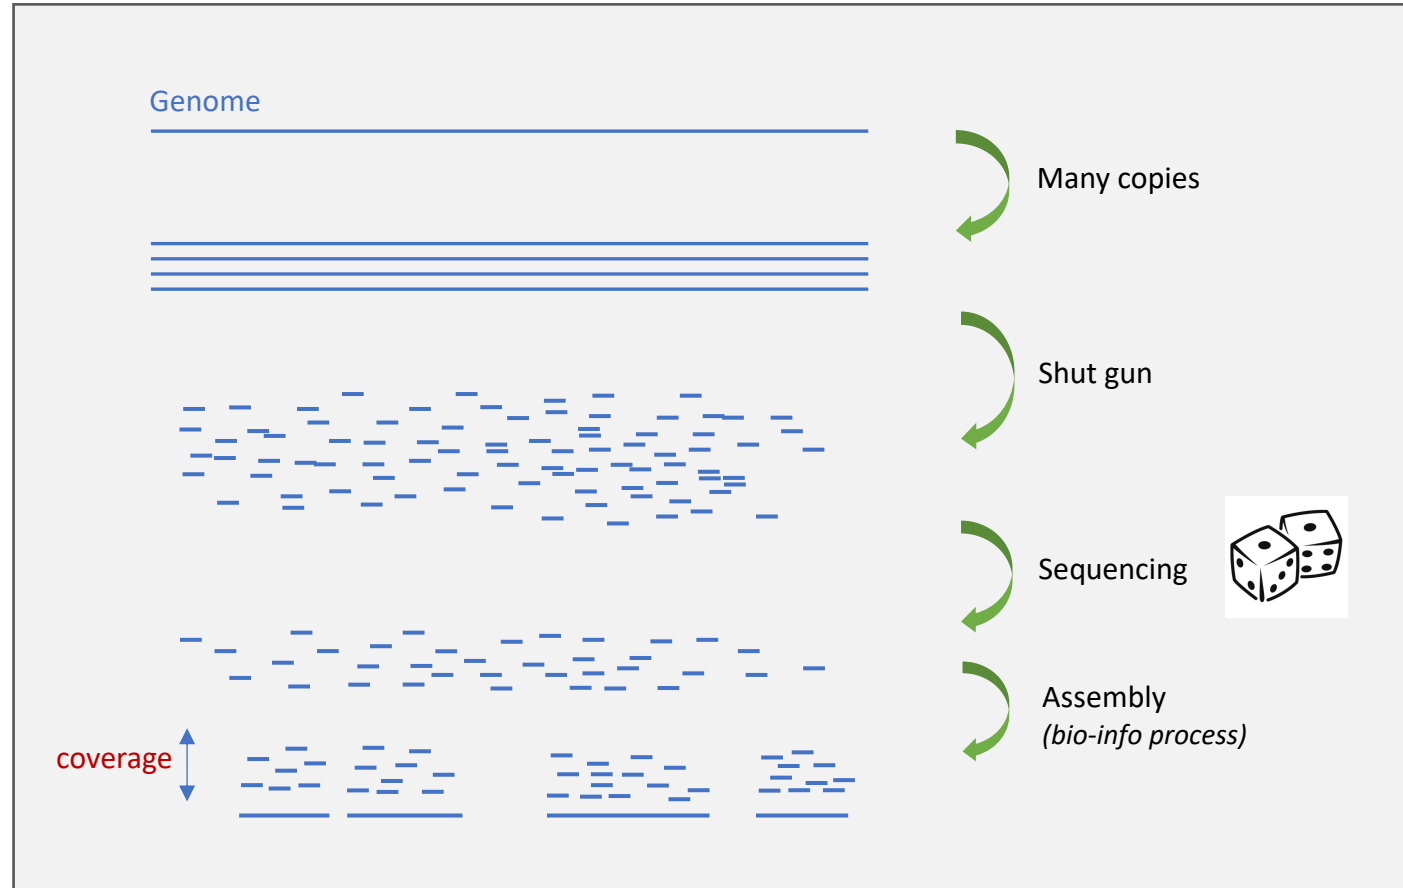 Genome
Many copies
Shut gun
Sequencing
Assembly
(bio-info process)
coverage